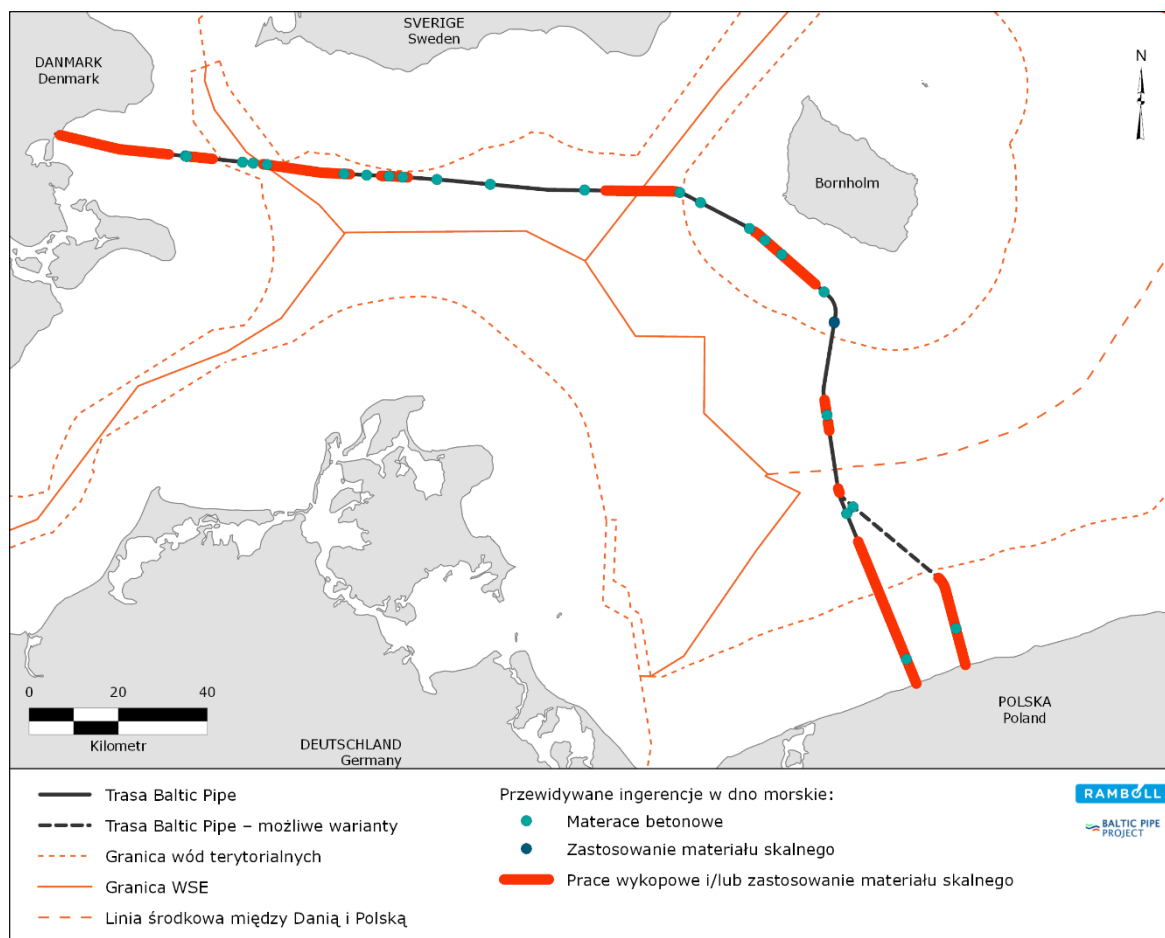 SVERIGE
Sweden
DANMARK
Denmark
N
Bornholm
0 20 40
Kilometr
DEUTSCHLAND
Germany
POLSKA
Poland
Trasa Baltic Pipe
Trasa Baltic Pipe – możliwe warianty
Granica wód terytorialnych
Granica WSE
Linia środkowa między Danią i Polską
Przewidywane ingerencje w dno morskie:
Materace betonowe
Zastosowanie materiału skalnego
Prace wykopowe i/lub zastosowanie materiału skalnego
RAMBOLL
BALTIC PIPE
PROJECT